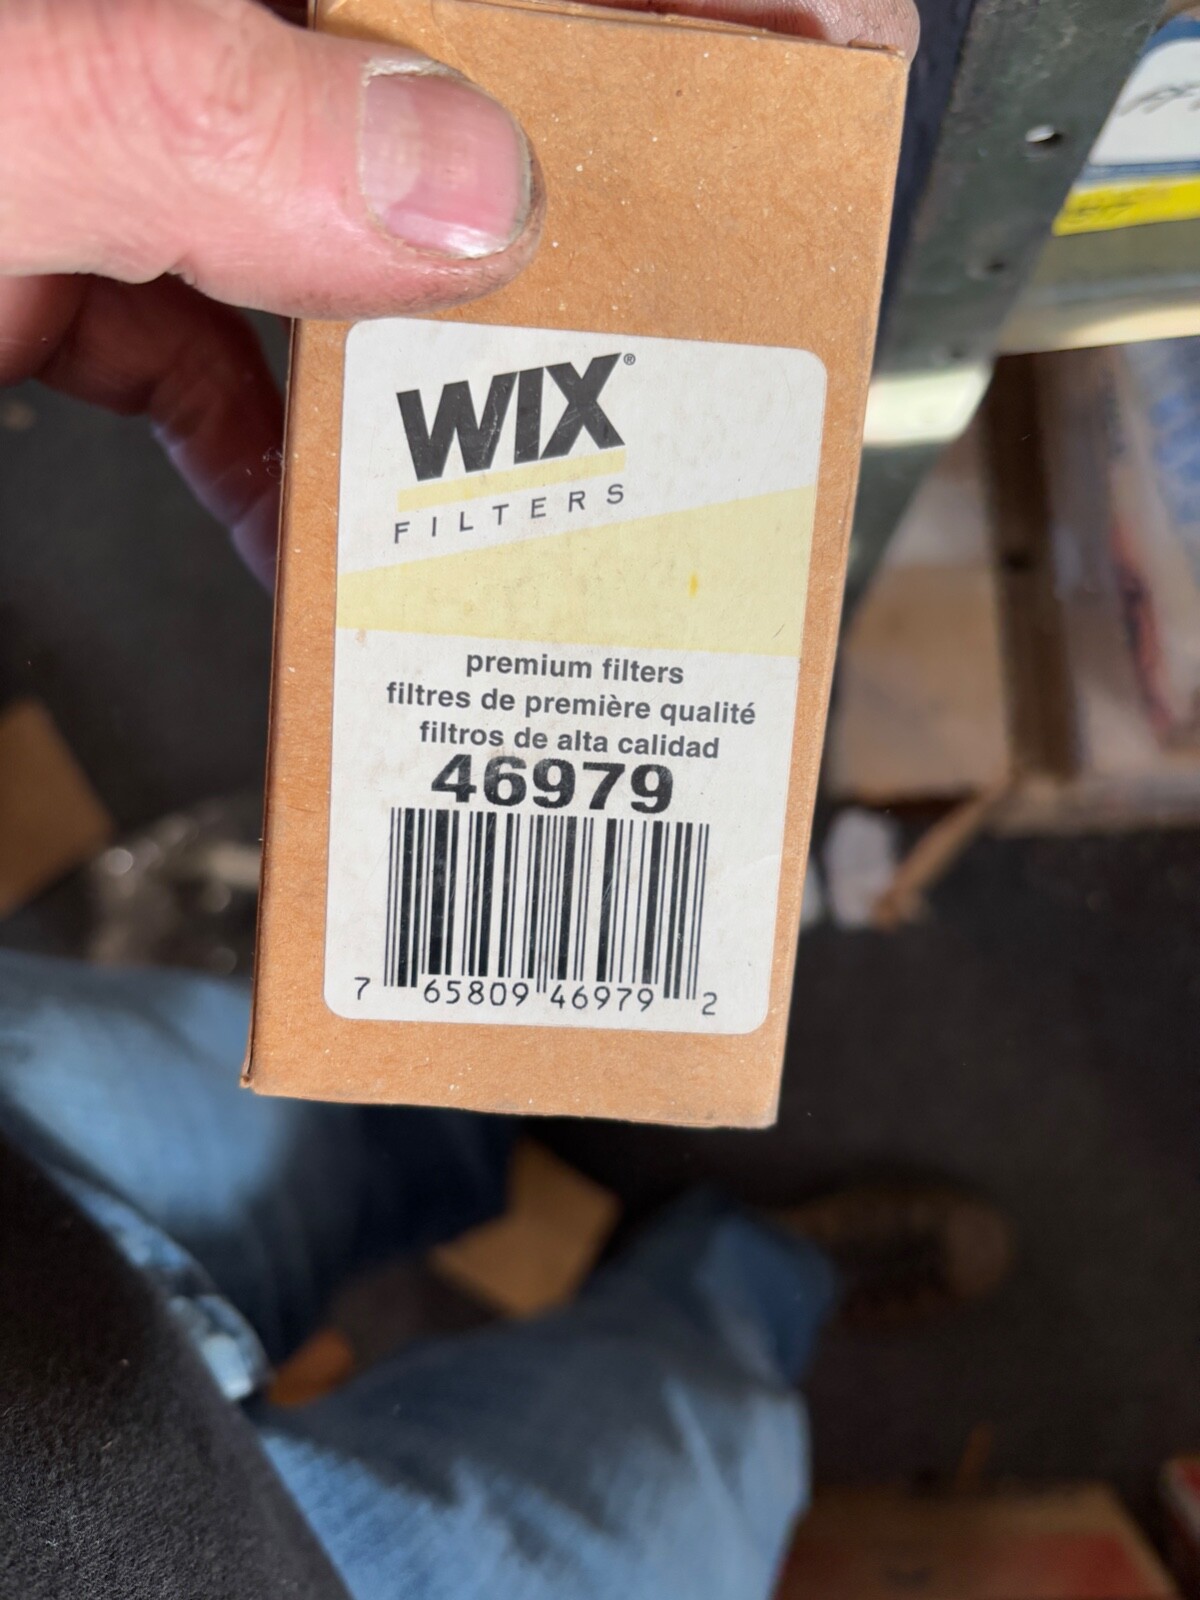 WIX®
FILTERS
premium filters
filtres de première qualité
filtros de alta calidad
46979
7 65809 46979 2